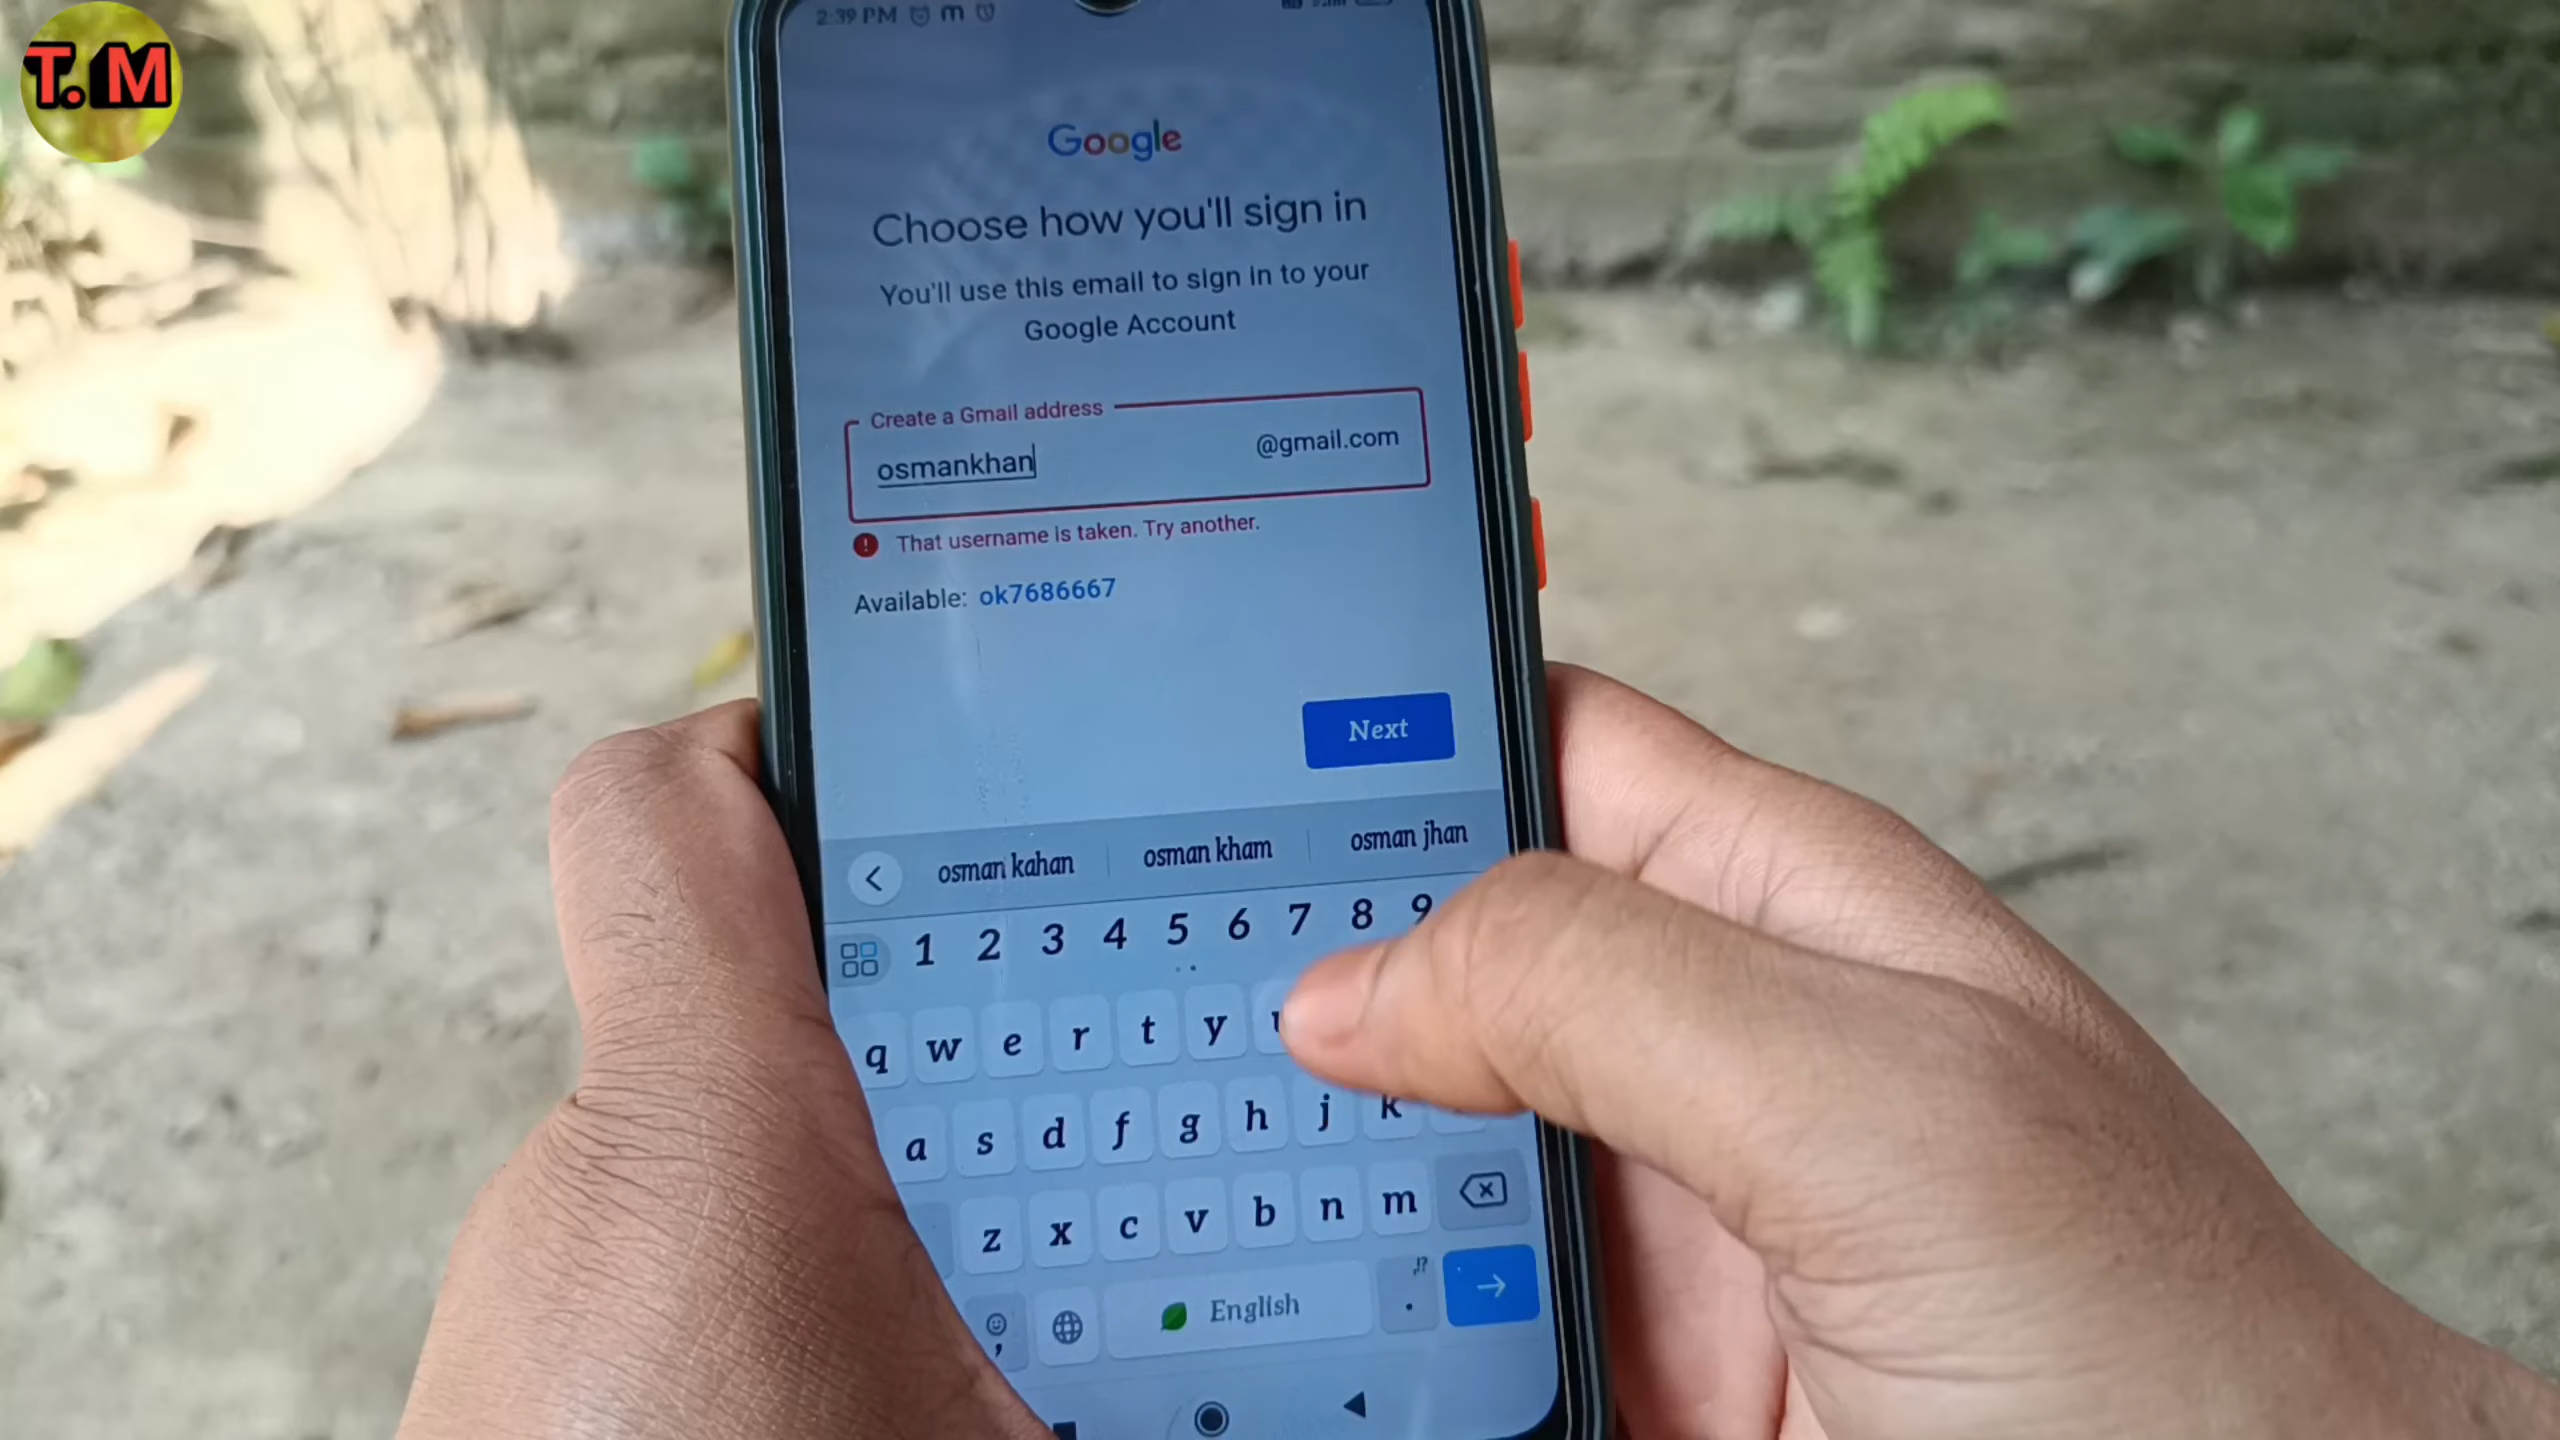 T.M
2:39 PM m
Google
Choose how you'll sign in
You'll use this email to sign in to your
Google Account
Create a Gmail address
osmankhan @gmail.com
That username is taken. Try another.
Available: ok7686667
Next
osman kahan osman kham osman jhan
1 2 3 4 5 6 7 8 9
q w e r t y
a s d f g h j k
z x c v b n m
, English . ,!?